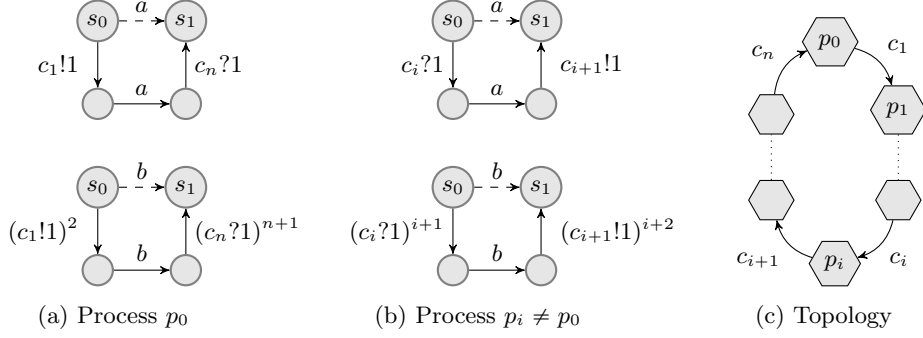 s₀ a s₁
c₁!1 cₙ?1
a
s₀ b s₁
(c₁!1)² (cₙ?1)ⁿ⁺¹
b
(a) Process p₀
s₀ a s₁
cᵢ?1 cᵢ₊₁!1
a
s₀ b s₁
(cᵢ?1)ⁱ⁺¹ (cᵢ₊₁!1)ⁱ⁺²
b
(b) Process pᵢ ≠ p₀
cₙ p₀ c₁
p₁
cᵢ₊₁ pᵢ cᵢ
(c) Topology